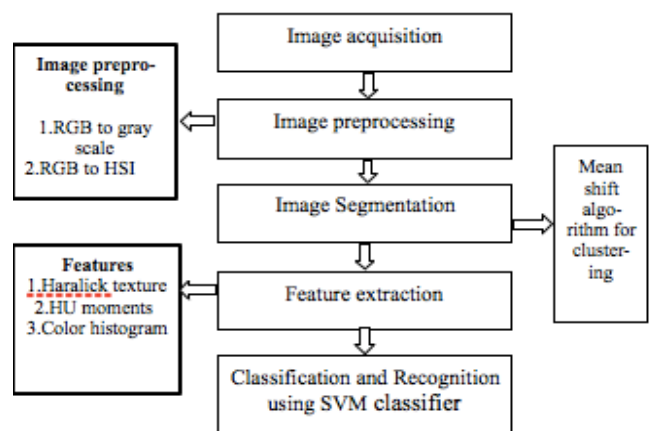 Image acquisition
Image prepro-
cessing
1.RGB to gray
scale
2.RGB to HSI
Image preprocessing
Mean
shift
algo-
rithm for
cluster-
ing
Image Segmentation
Features
1.Haralick texture
2.HU moments
3.Color histogram
Feature extraction
Classification and Recognition
using SVM classifier